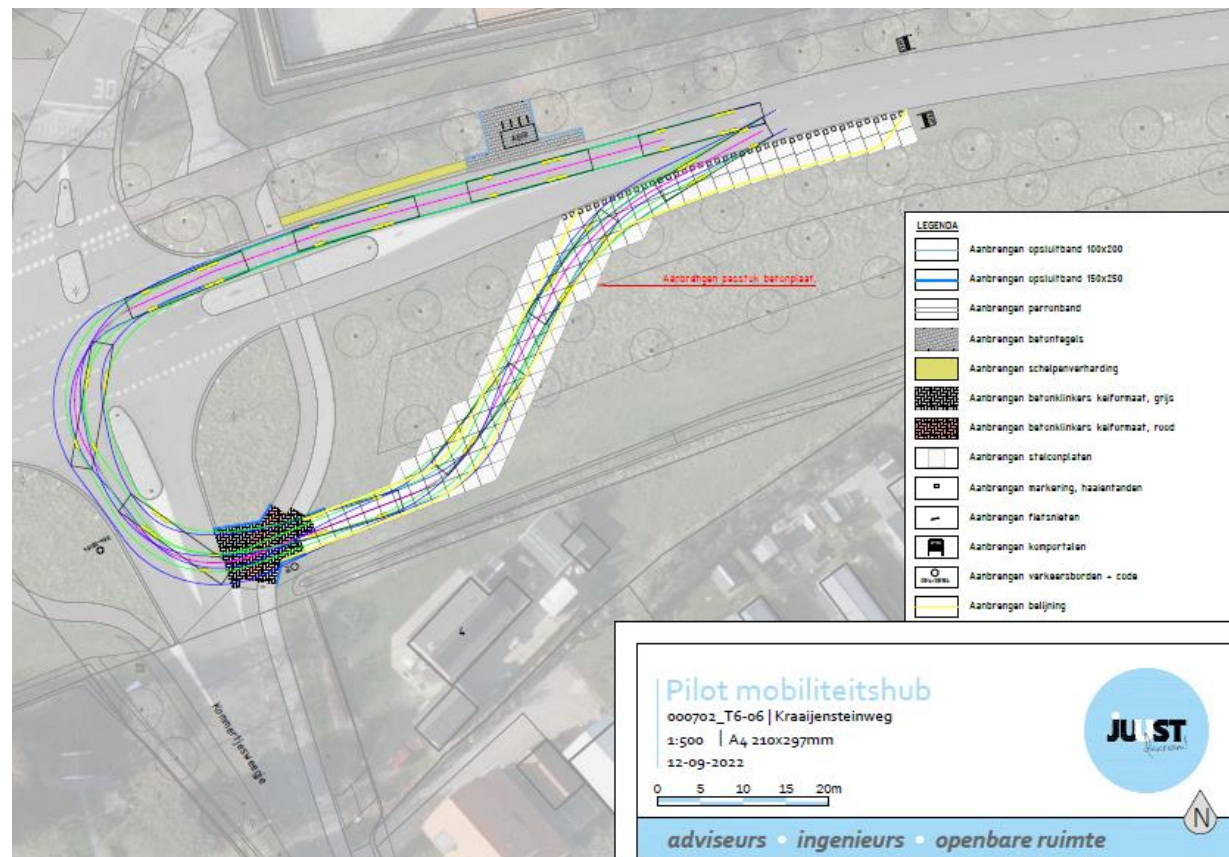 30
ABRI
Aanbrengen passtuk betonplaat.
LEGENDA
Aanbrengen opsluitband 100x200
Aanbrengen opsluitband 150x250
Aanbrengen perronband
Aanbrengen betontegels
Aanbrengen schelpenverharding
Aanbrengen betonklinkers keiformaat, grijs
Aanbrengen betonklinkers keiformaat, rood
Aanbrengen stelconplaten
Aanbrengen markering, haaientanden
Aanbrengen fietsnieten
Aanbrengen komportalen
Aanbrengen verkeersborden + code
Aanbrengen belijning
4
Kommertjesweegje
Pilot mobiliteitshub
000702_T6-06 | Kraaijensteinweg
1:500 | A4 210x297mm
12-09-2022
0 5 10 15 20m
JUUST
N
adviseurs • ingenieurs • openbare ruimte